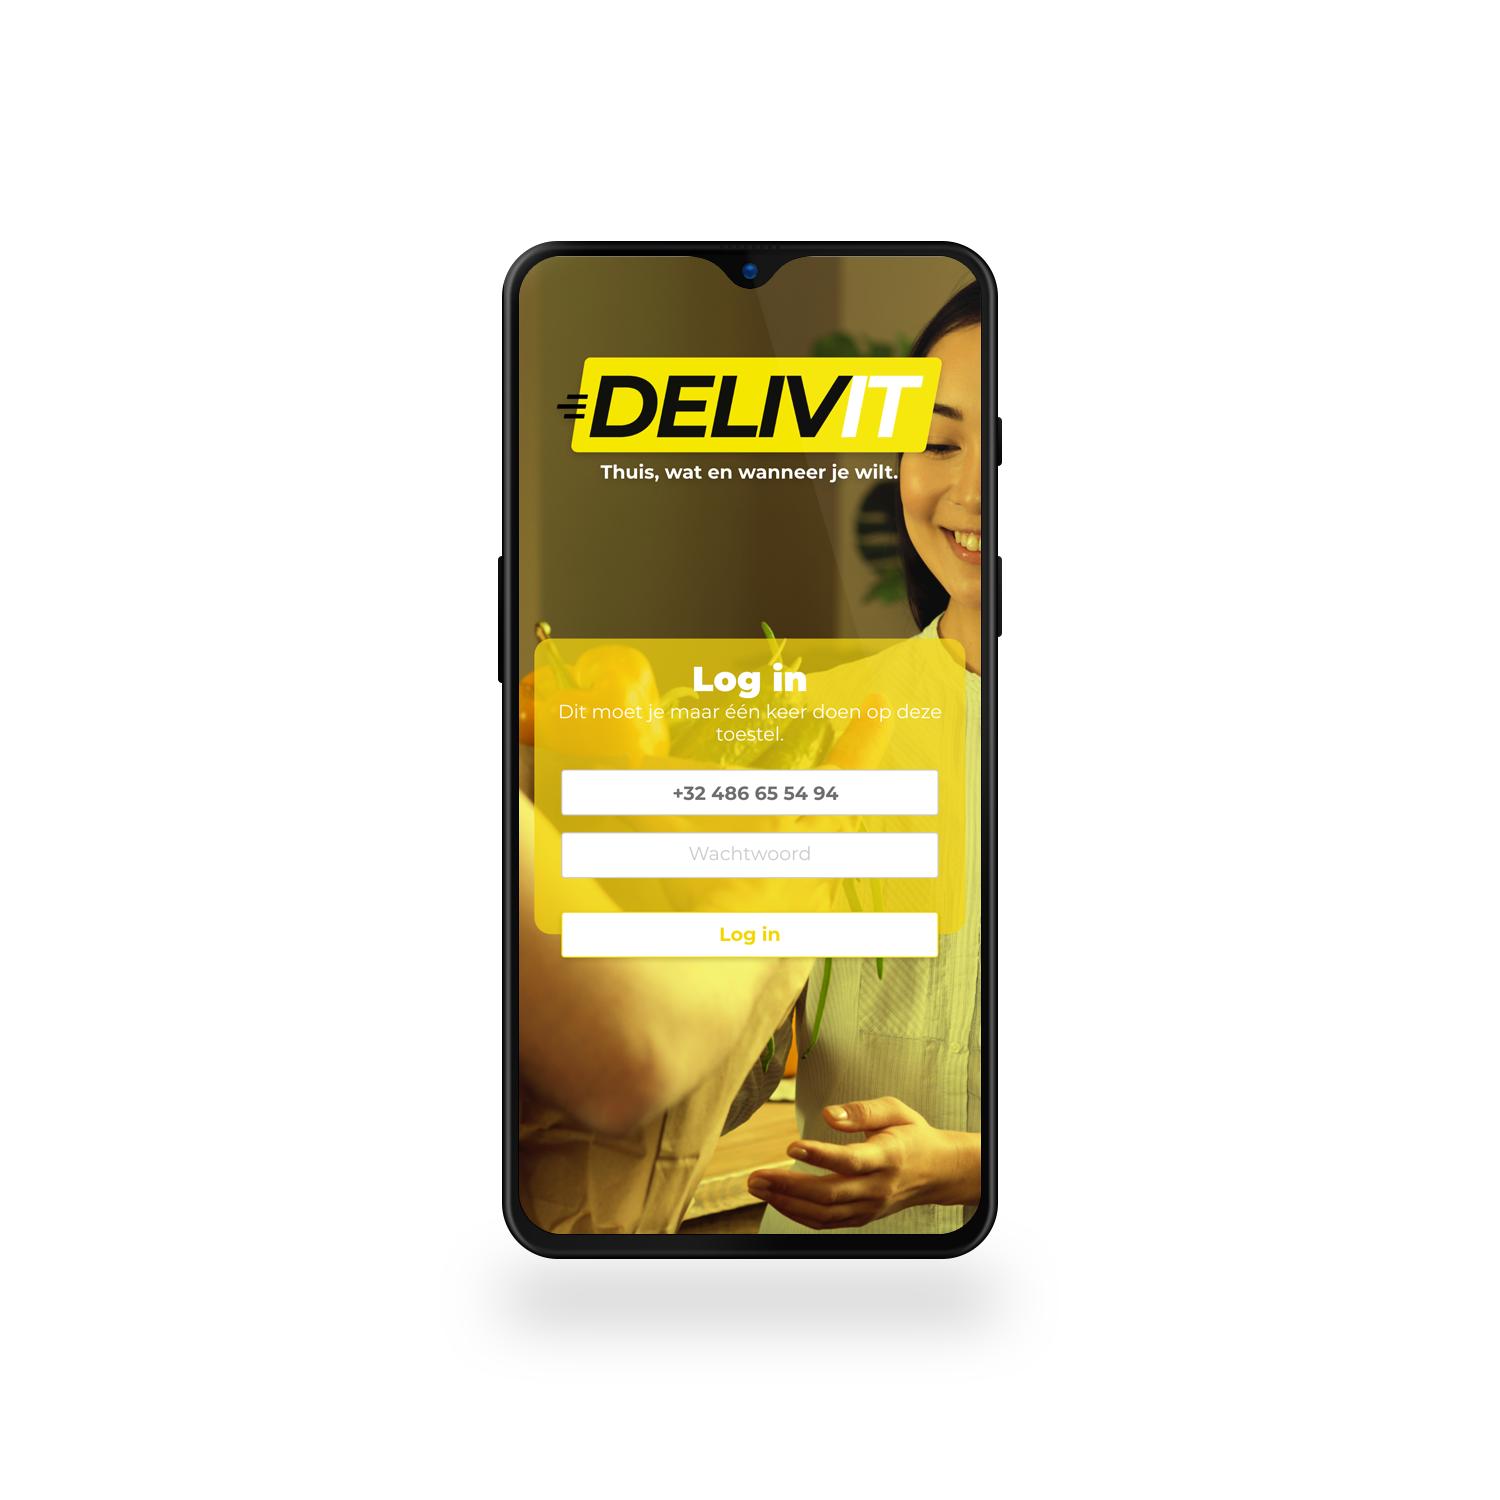 DELIVIT
Thuis, wat en wanneer je wilt.
Log in
Dit moet je maar één keer doen op deze
toestel.
+32 486 65 54 94
Wachtwoord
Log in